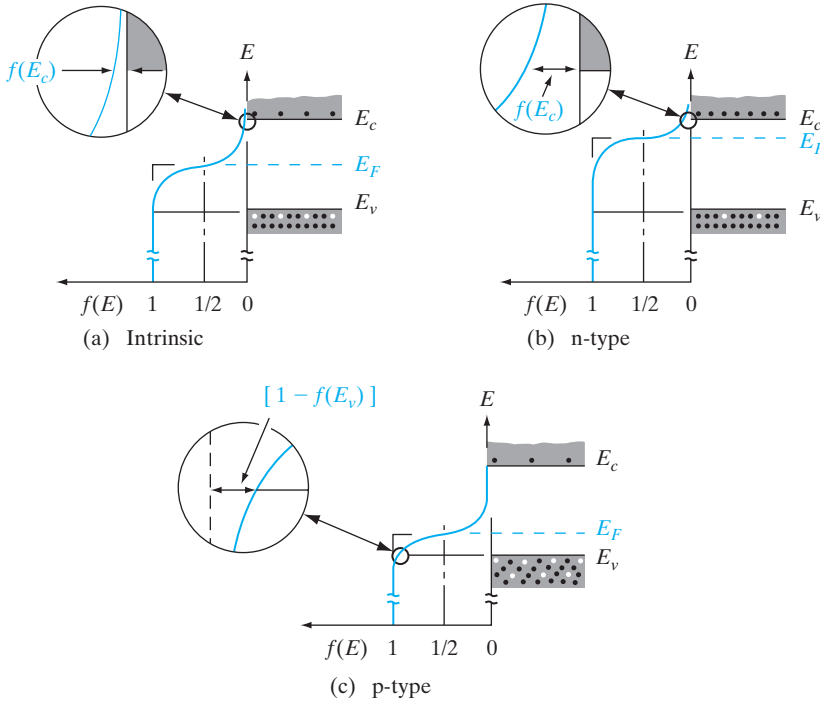 E
E
f(E_c)
f(E_c)
E_c
E_c
E_F
E_F
E_v
E_v
f(E) 1 1/2 0
f(E) 1 1/2 0
(a) Intrinsic
(b) n-type
[1 − f(E_v)]
E
E_c
E_F
E_v
f(E) 1 1/2 0
(c) p-type